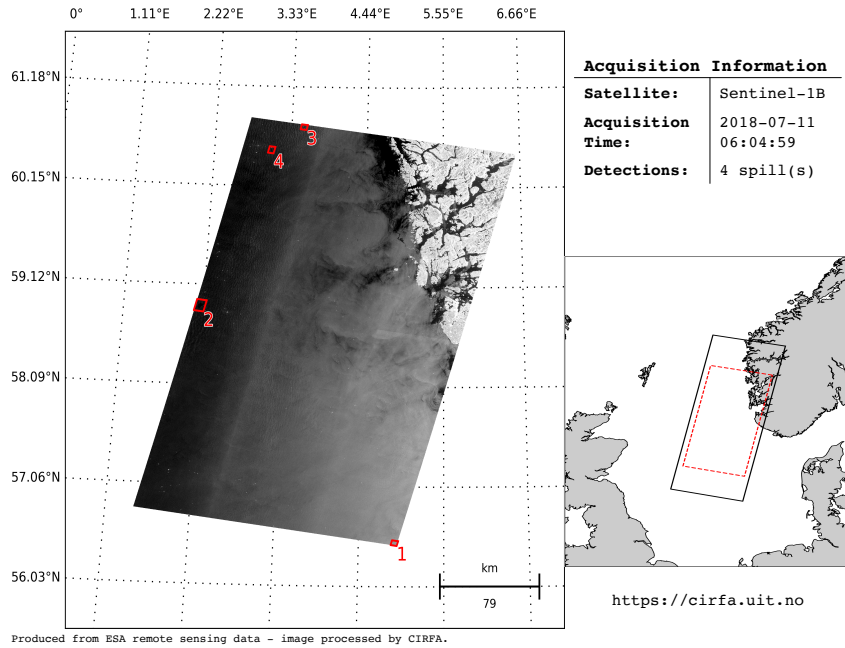 0° 1.11°E 2.22°E 3.33°E 4.44°E 5.55°E 6.66°E
61.18°N
60.15°N
59.12°N
58.09°N
57.06°N
56.03°N
3
4
2
1
km
79
Acquisition Information
Satellite: Sentinel-1B
Acquisition Time: 2018-07-11 06:04:59
Detections: 4 spill(s)
https://cirfa.uit.no
Produced from ESA remote sensing data - image processed by CIRFA.